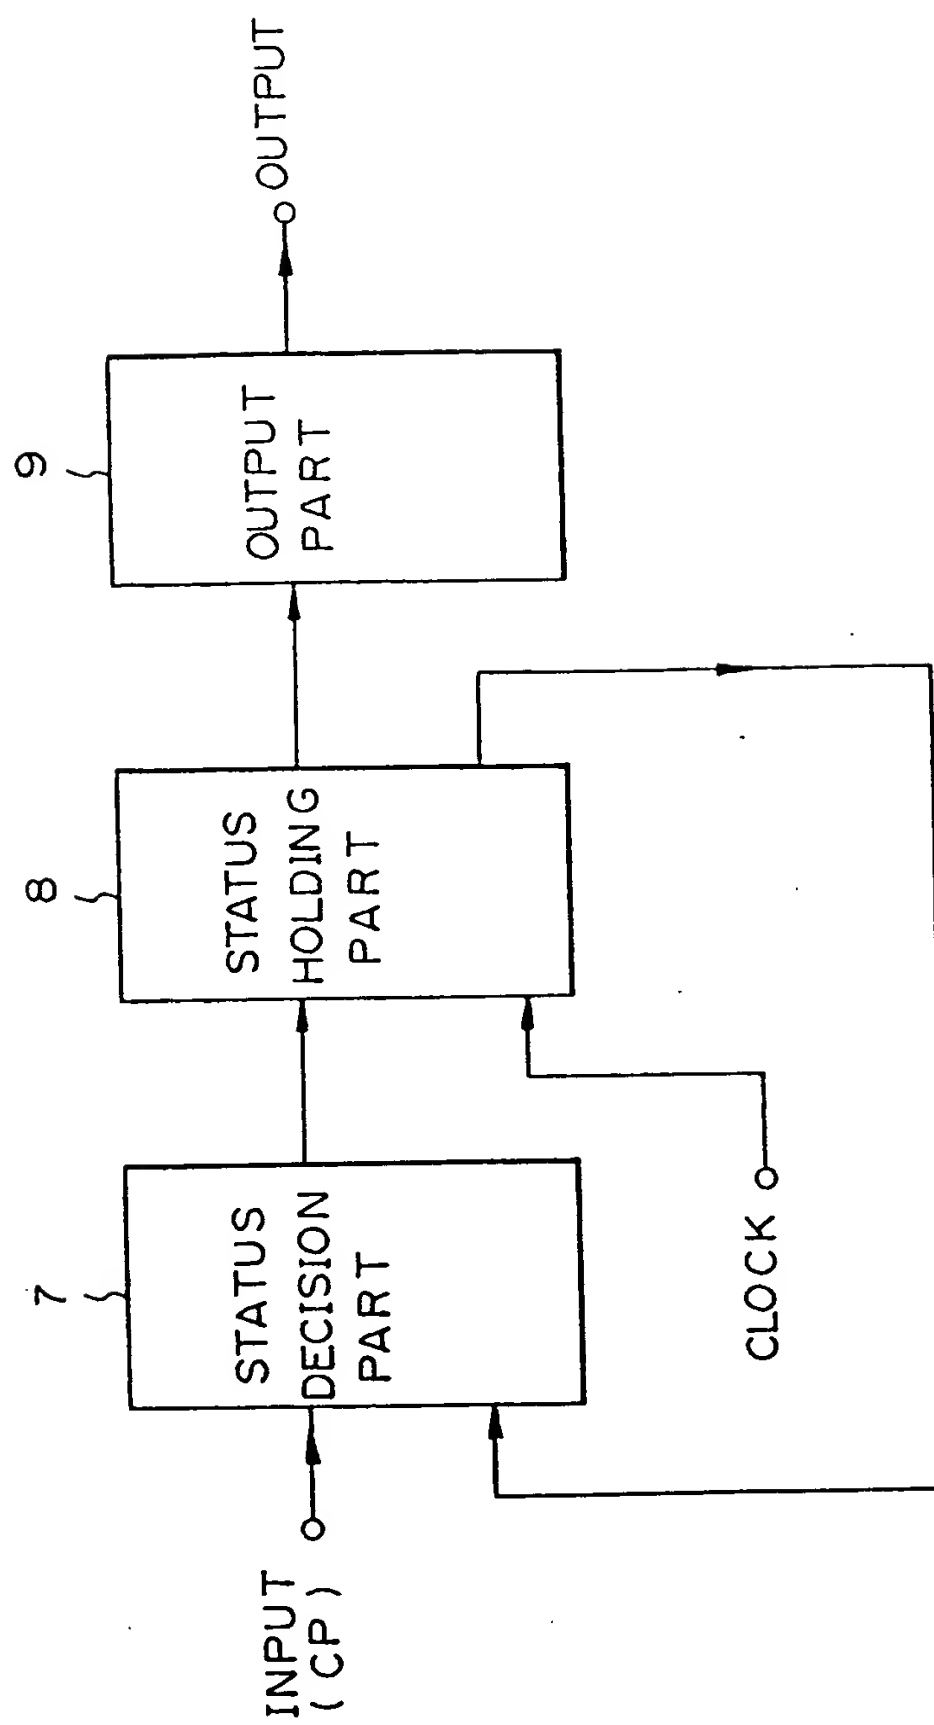 INPUT
(CP)
7
STATUS
DECISION
PART
CLOCK
8
STATUS
HOLDING
PART
9
OUTPUT
PART
OUTPUT